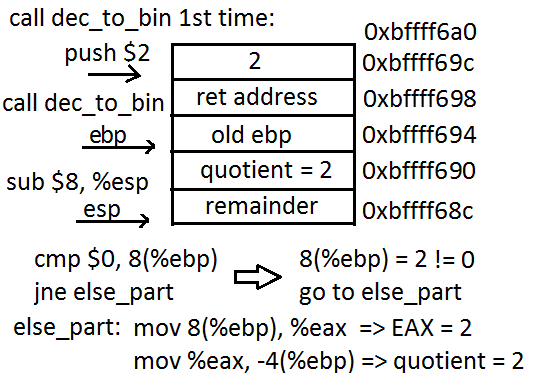 call dec_to_bin 1st time:
0xbffff6a0
push $2
2
0xbffff69c
call dec_to_bin
ret address
0xbffff698
ebp
old ebp
0xbffff694
quotient = 2
0xbffff690
sub $8, %esp
esp
remainder
0xbffff68c
cmp $0, 8(%ebp)
8(%ebp) = 2 != 0
jne else_part
go to else_part
else_part: mov 8(%ebp), %eax => EAX = 2
mov %eax, -4(%ebp) => quotient = 2